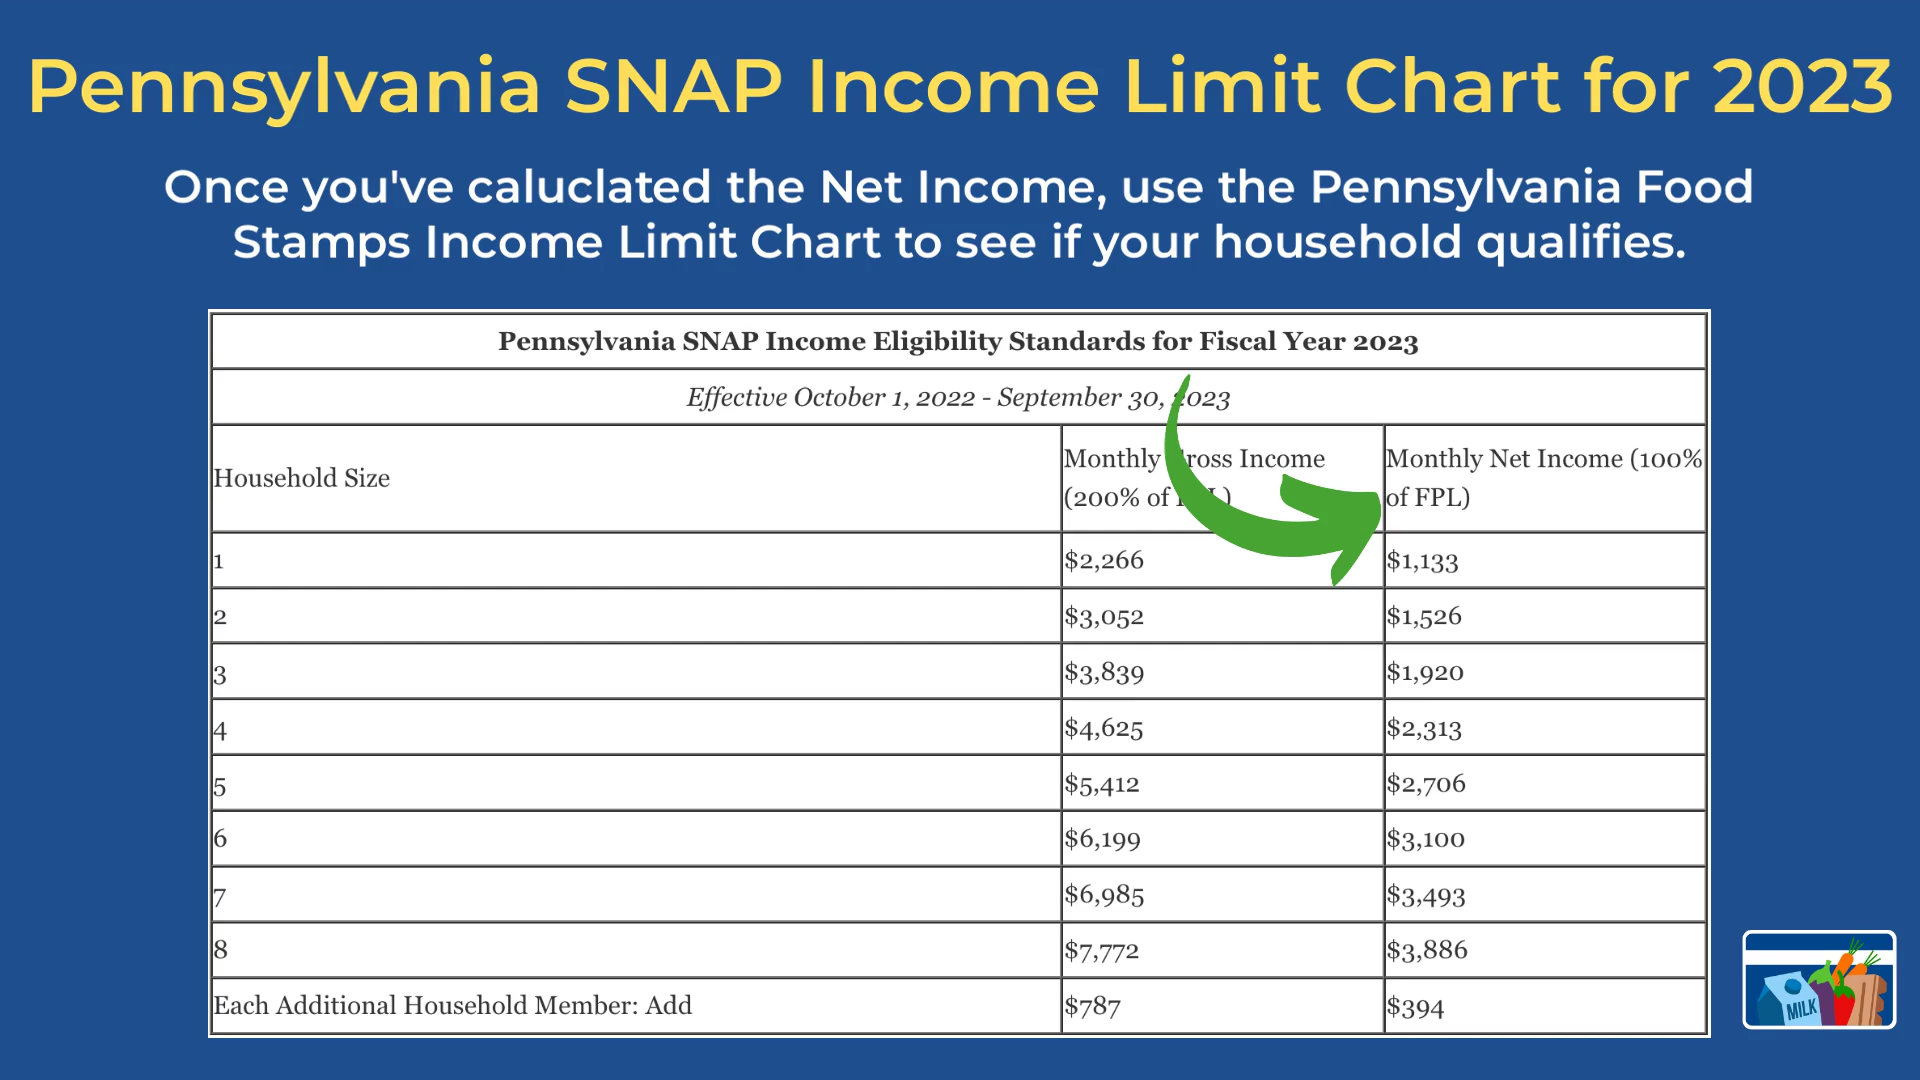 Pennsylvania SNAP Income Limit Chart for 2023
Once you've caluclated the Net Income, use the Pennsylvania Food
Stamps Income Limit Chart to see if your household qualifies.
Pennsylvania SNAP Income Eligibility Standards for Fiscal Year 2023
Effective October 1, 2022 - September 30, 2023
Household Size
Monthly Gross Income
(200% of FPL)
Monthly Net Income (100%
of FPL)
1 $2,266 $1,133
2 $3,052 $1,526
3 $3,839 $1,920
4 $4,625 $2,313
5 $5,412 $2,706
6 $6,199 $3,100
7 $6,985 $3,493
8 $7,772 $3,886
Each Additional Household Member: Add $787 $394
MILK